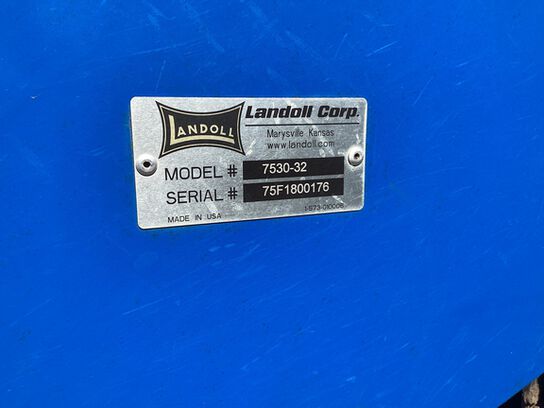 LANDOLL
Landoll Corp.
Marysville Kansas
www.landoll.com
MODEL # 7530-32
SERIAL # 75F1800176
MADE IN USA